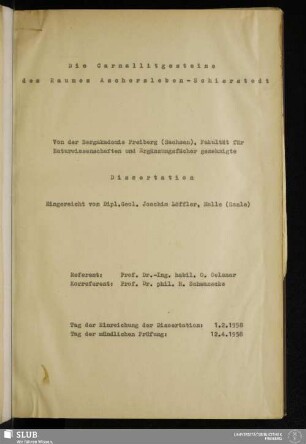 Die Carnallitgesteine
des Raumes Aschersleben-Schierstedt
Von der Bergakademie Freiberg (Sachsen), Fakultät für
Naturwissenschaften und Ergänzungsfächer genehmigte
Dissertation
Eingereicht von Dipl.Geol. Joachim Löffler, Halle (Saale)
Referent: Prof. Dr.-Ing. habil. O. Oelsner
Korreferent: Prof. Dr. phil. R.
Tag der Einreichung der Dissertation: 1.2.1958
Tag der mündlichen Prüfung: 12.4.1958
SLUB
Wir führen Wissen.